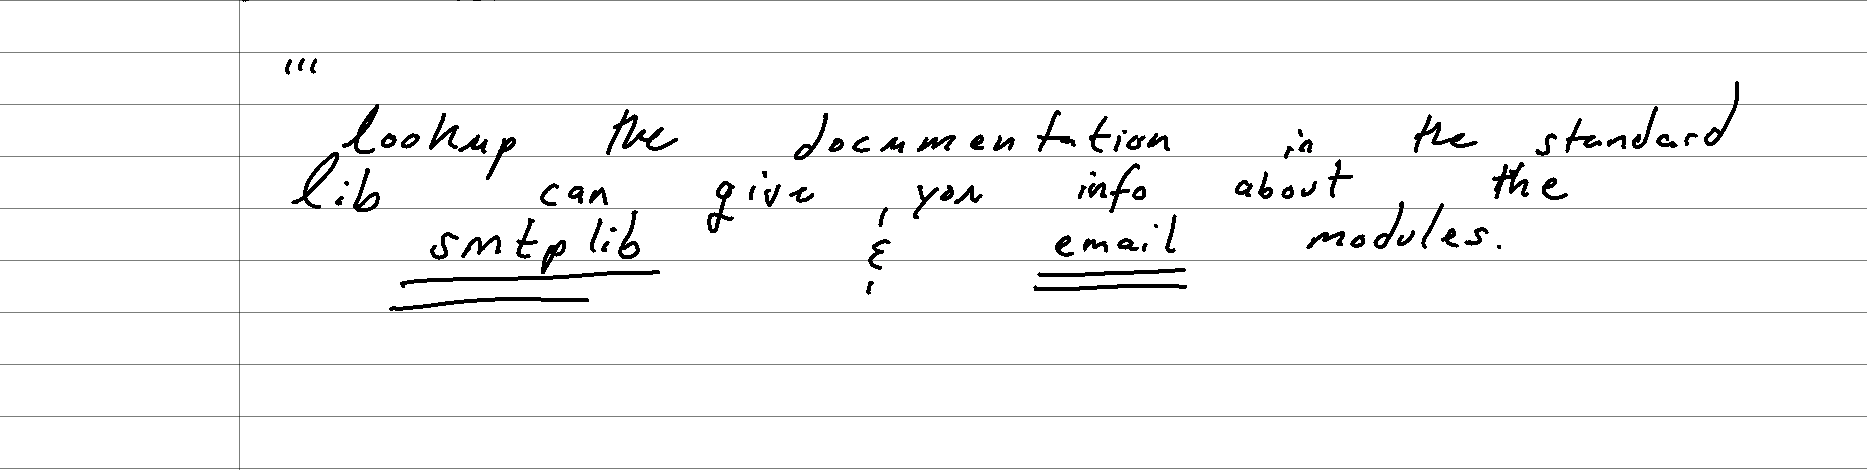 '''
lookup the documentation in the standard
lib can give you info about the
smtplib & email modules.